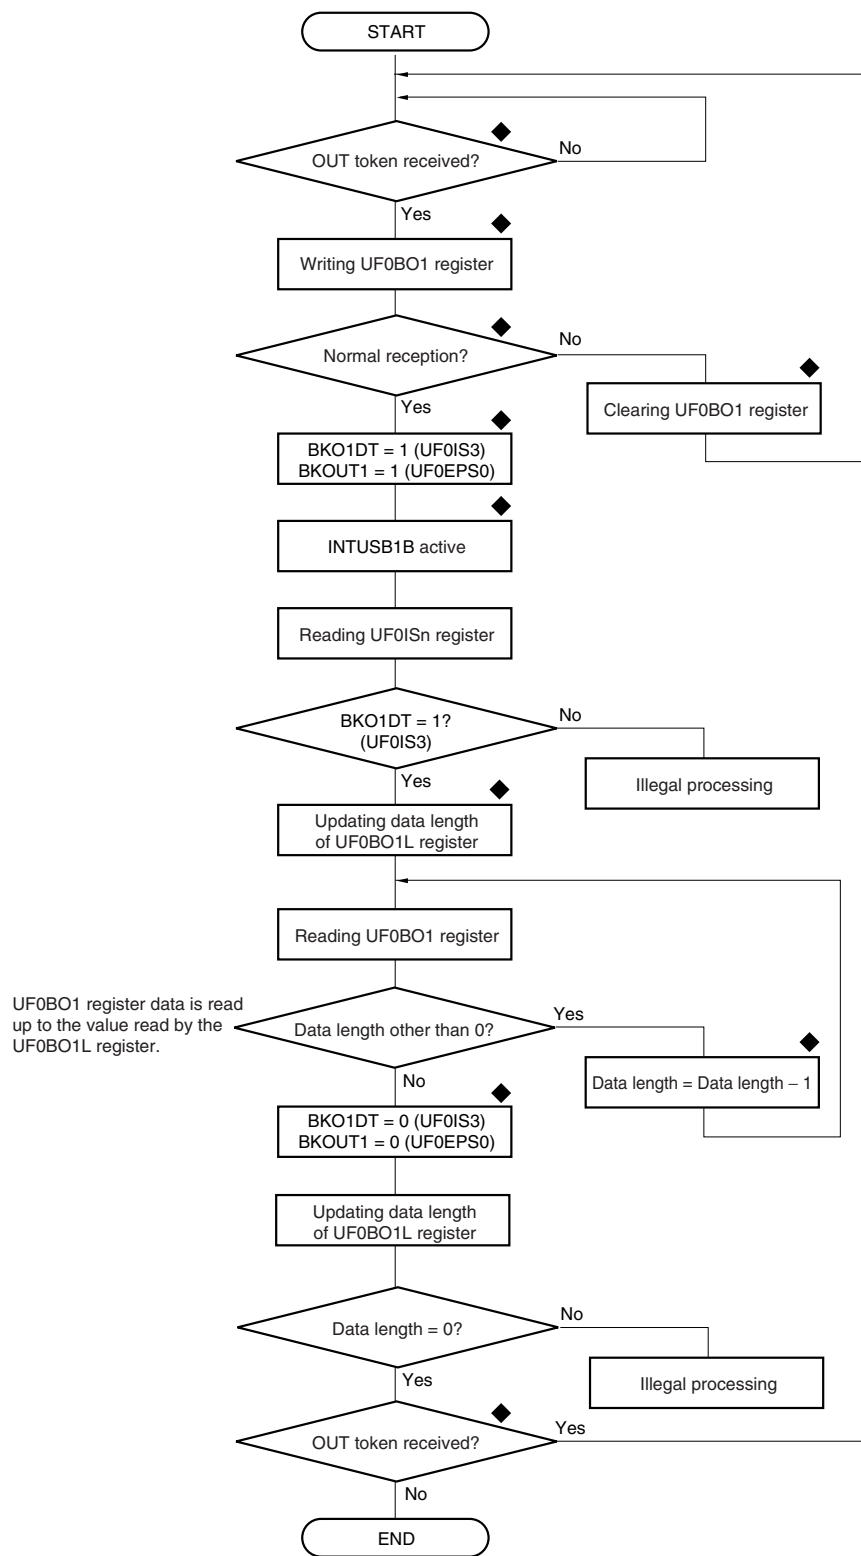 START
OUT token received?
No
Yes
Writing UF0BO1 register
Normal reception?
No
Yes
Clearing UF0BO1 register
BKO1DT = 1 (UF0IS3)
BKOUT1 = 1 (UF0EPS0)
INTUSB1B active
Reading UF0ISn register
BKO1DT = 1?
(UF0IS3)
No
Yes
Illegal processing
Updating data length
of UF0BO1L register
Reading UF0BO1 register
UF0BO1 register data is read
up to the value read by the
UF0BO1L register.
Data length other than 0?
Yes
No
Data length = Data length – 1
BKO1DT = 0 (UF0IS3)
BKOUT1 = 0 (UF0EPS0)
Updating data length
of UF0BO1L register
Data length = 0?
No
Yes
Illegal processing
OUT token received?
Yes
No
END